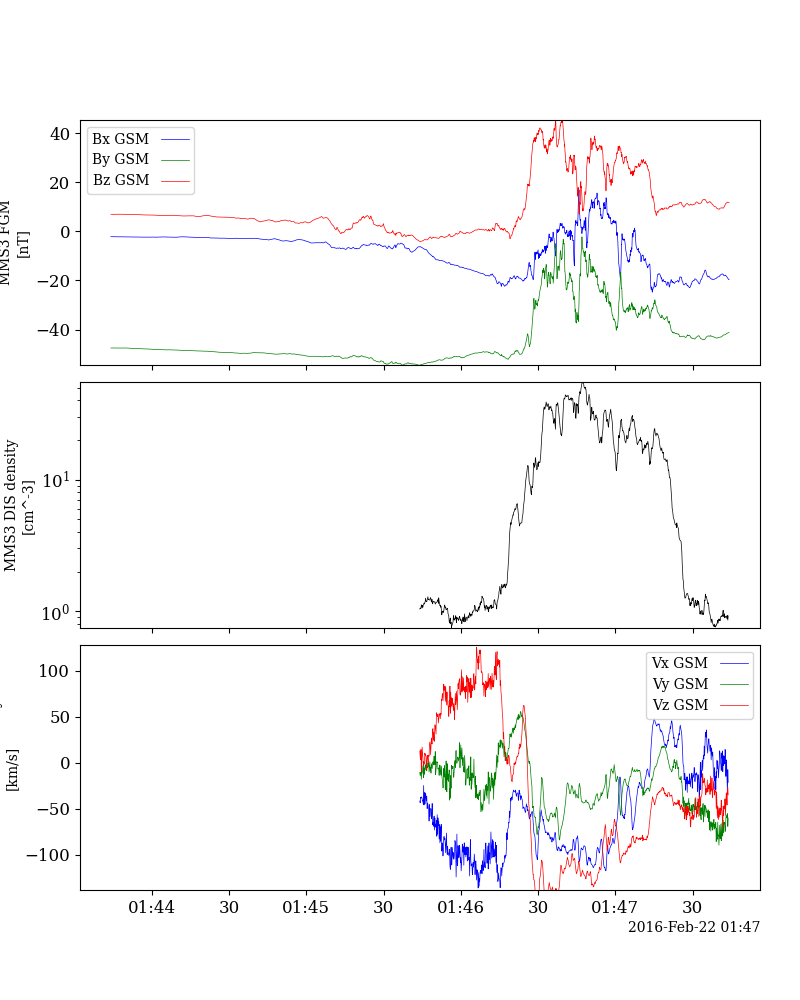 40
20
0
−20
−40
MMS3 FGM
[nT]
Bx GSM
By GSM
Bz GSM
10^1
10^0
MMS3 DIS density
[cm^-3]
100
50
0
−50
−100
[km/s]
Vx GSM
Vy GSM
Vz GSM
01:44 30 01:45 30 01:46 30 01:47 30
2016-Feb-22 01:47